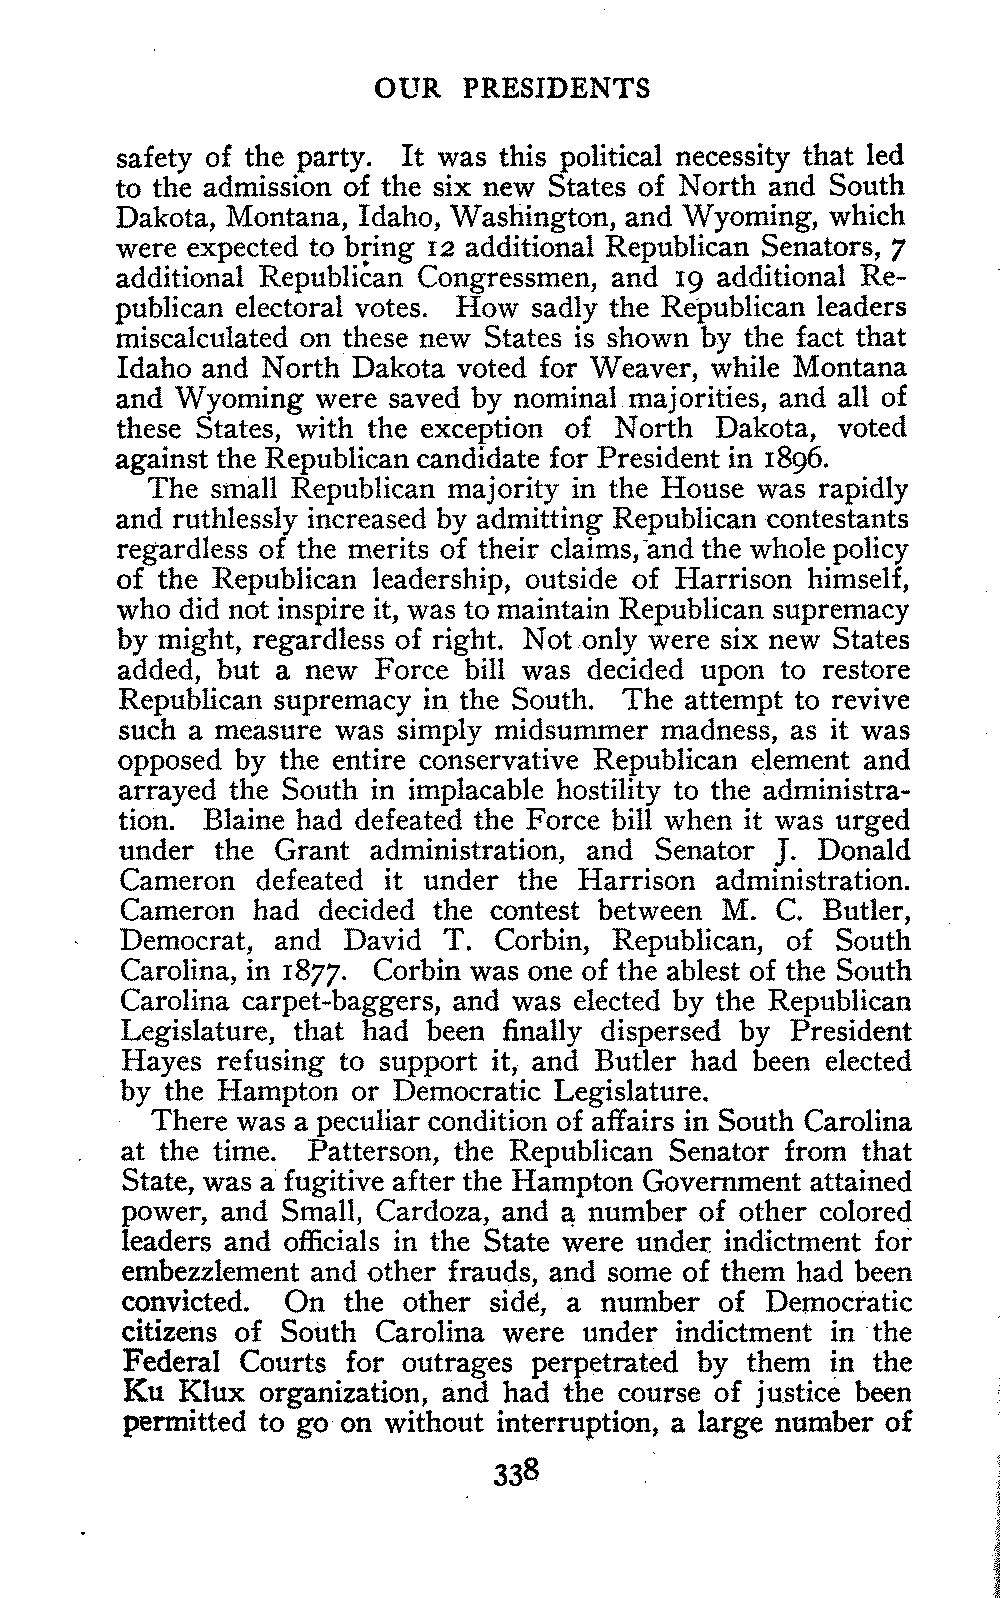 OUR PRESIDENTS
safety of the party. It was this political necessity that led
to the admission of the six new States of North and South
Dakota, Montana, Idaho, Washington, and Wyoming, which
were expected to bring 12 additional Republican Senators, 7
additional Republican Congressmen, and 19 additional Re-
publican electoral votes. How sadly the Republican leaders
miscalculated on these new States is shown by the fact that
Idaho and North Dakota voted for Weaver, while Montana
and Wyoming were saved by nominal majorities, and all of
these States, with the exception of North Dakota, voted
against the Republican candidate for President in 1896.
The small Republican majority in the House was rapidly
and ruthlessly increased by admitting Republican contestants
regardless of the merits of their claims, and the whole policy
of the Republican leadership, outside of Harrison himself,
who did not inspire it, was to maintain Republican supremacy
by might, regardless of right. Not only were six new States
added, but a new Force bill was decided upon to restore
Republican supremacy in the South. The attempt to revive
such a measure was simply midsummer madness, as it was
opposed by the entire conservative Republican element and
arrayed the South in implacable hostility to the administra-
tion. Blaine had defeated the Force bill when it was urged
under the Grant administration, and Senator J. Donald
Cameron defeated it under the Harrison administration.
Cameron had decided the contest between M. C. Butler,
Democrat, and David T. Corbin, Republican, of South
Carolina, in 1877. Corbin was one of the ablest of the South
Carolina carpet-baggers, and was elected by the Republican
Legislature, that had been finally dispersed by President
Hayes refusing to support it, and Butler had been elected
by the Hampton or Democratic Legislature.
There was a peculiar condition of affairs in South Carolina
at the time. Patterson, the Republican Senator from that
State, was a fugitive after the Hampton Government attained
power, and Small, Cardoza, and a number of other colored
leaders and officials in the State were under indictment for
embezzlement and other frauds, and some of them had been
convicted. On the other side, a number of Democratic
citizens of South Carolina were under indictment in the
Federal Courts for outrages perpetrated by them in the
Ku Klux organization, and had the course of justice been
permitted to go on without interruption, a large number of
338